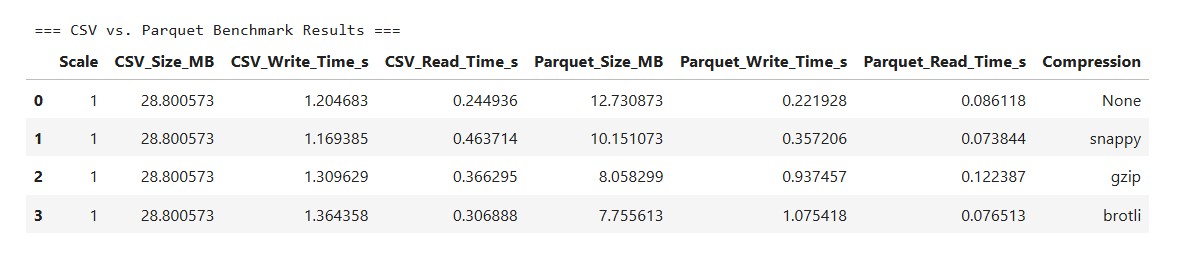 === CSV vs. Parquet Benchmark Results ===
Scale CSV_Size_MB CSV_Write_Time_s CSV_Read_Time_s Parquet_Size_MB Parquet_Write_Time_s Parquet_Read_Time_s Compression
0 1 28.800573 1.204683 0.244936 12.730873 0.221928 0.086118 None
1 1 28.800573 1.169385 0.463714 10.151073 0.357206 0.073844 snappy
2 1 28.800573 1.309629 0.366295 8.058299 0.937457 0.122387 gzip
3 1 28.800573 1.364358 0.306888 7.755613 1.075418 0.076513 brotli